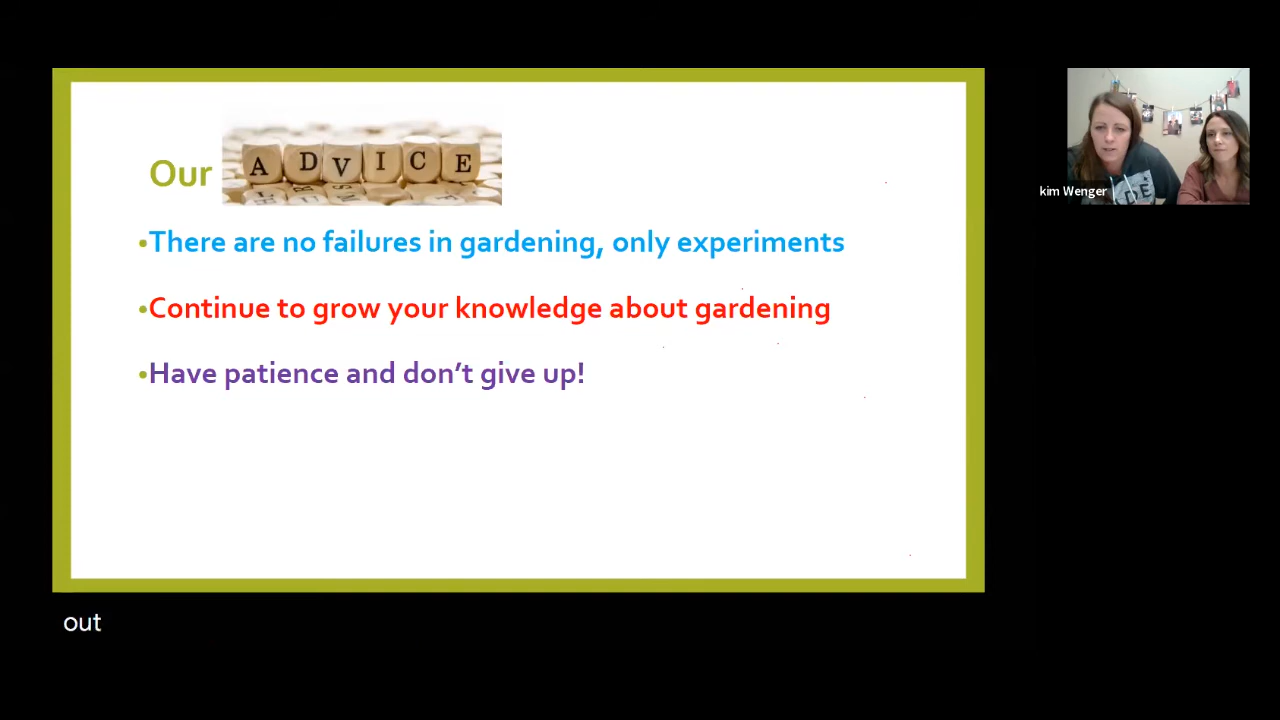 Our ADVICE
•There are no failures in gardening, only experiments
•Continue to grow your knowledge about gardening
•Have patience and don’t give up!
kim Wenger
out